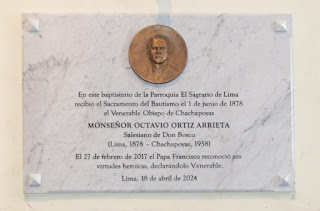 En este baptisterio de la Parroquia El Sagrario de Lima
recibió el Sacramento del Bautismo el 1 de junio de 1878
el Venerable Obispo de Chachapoyas
MONSEÑOR OCTAVIO ORTIZ ARRIETA
Salesiano de Don Bosco
(Lima, 1878 - Chachapoyas, 1958)
El 27 de febrero de 2017 el Papa Francisco reconoció sus
virtudes heroicas, declarándolo Venerable.
Lima, 18 de abril de 2024